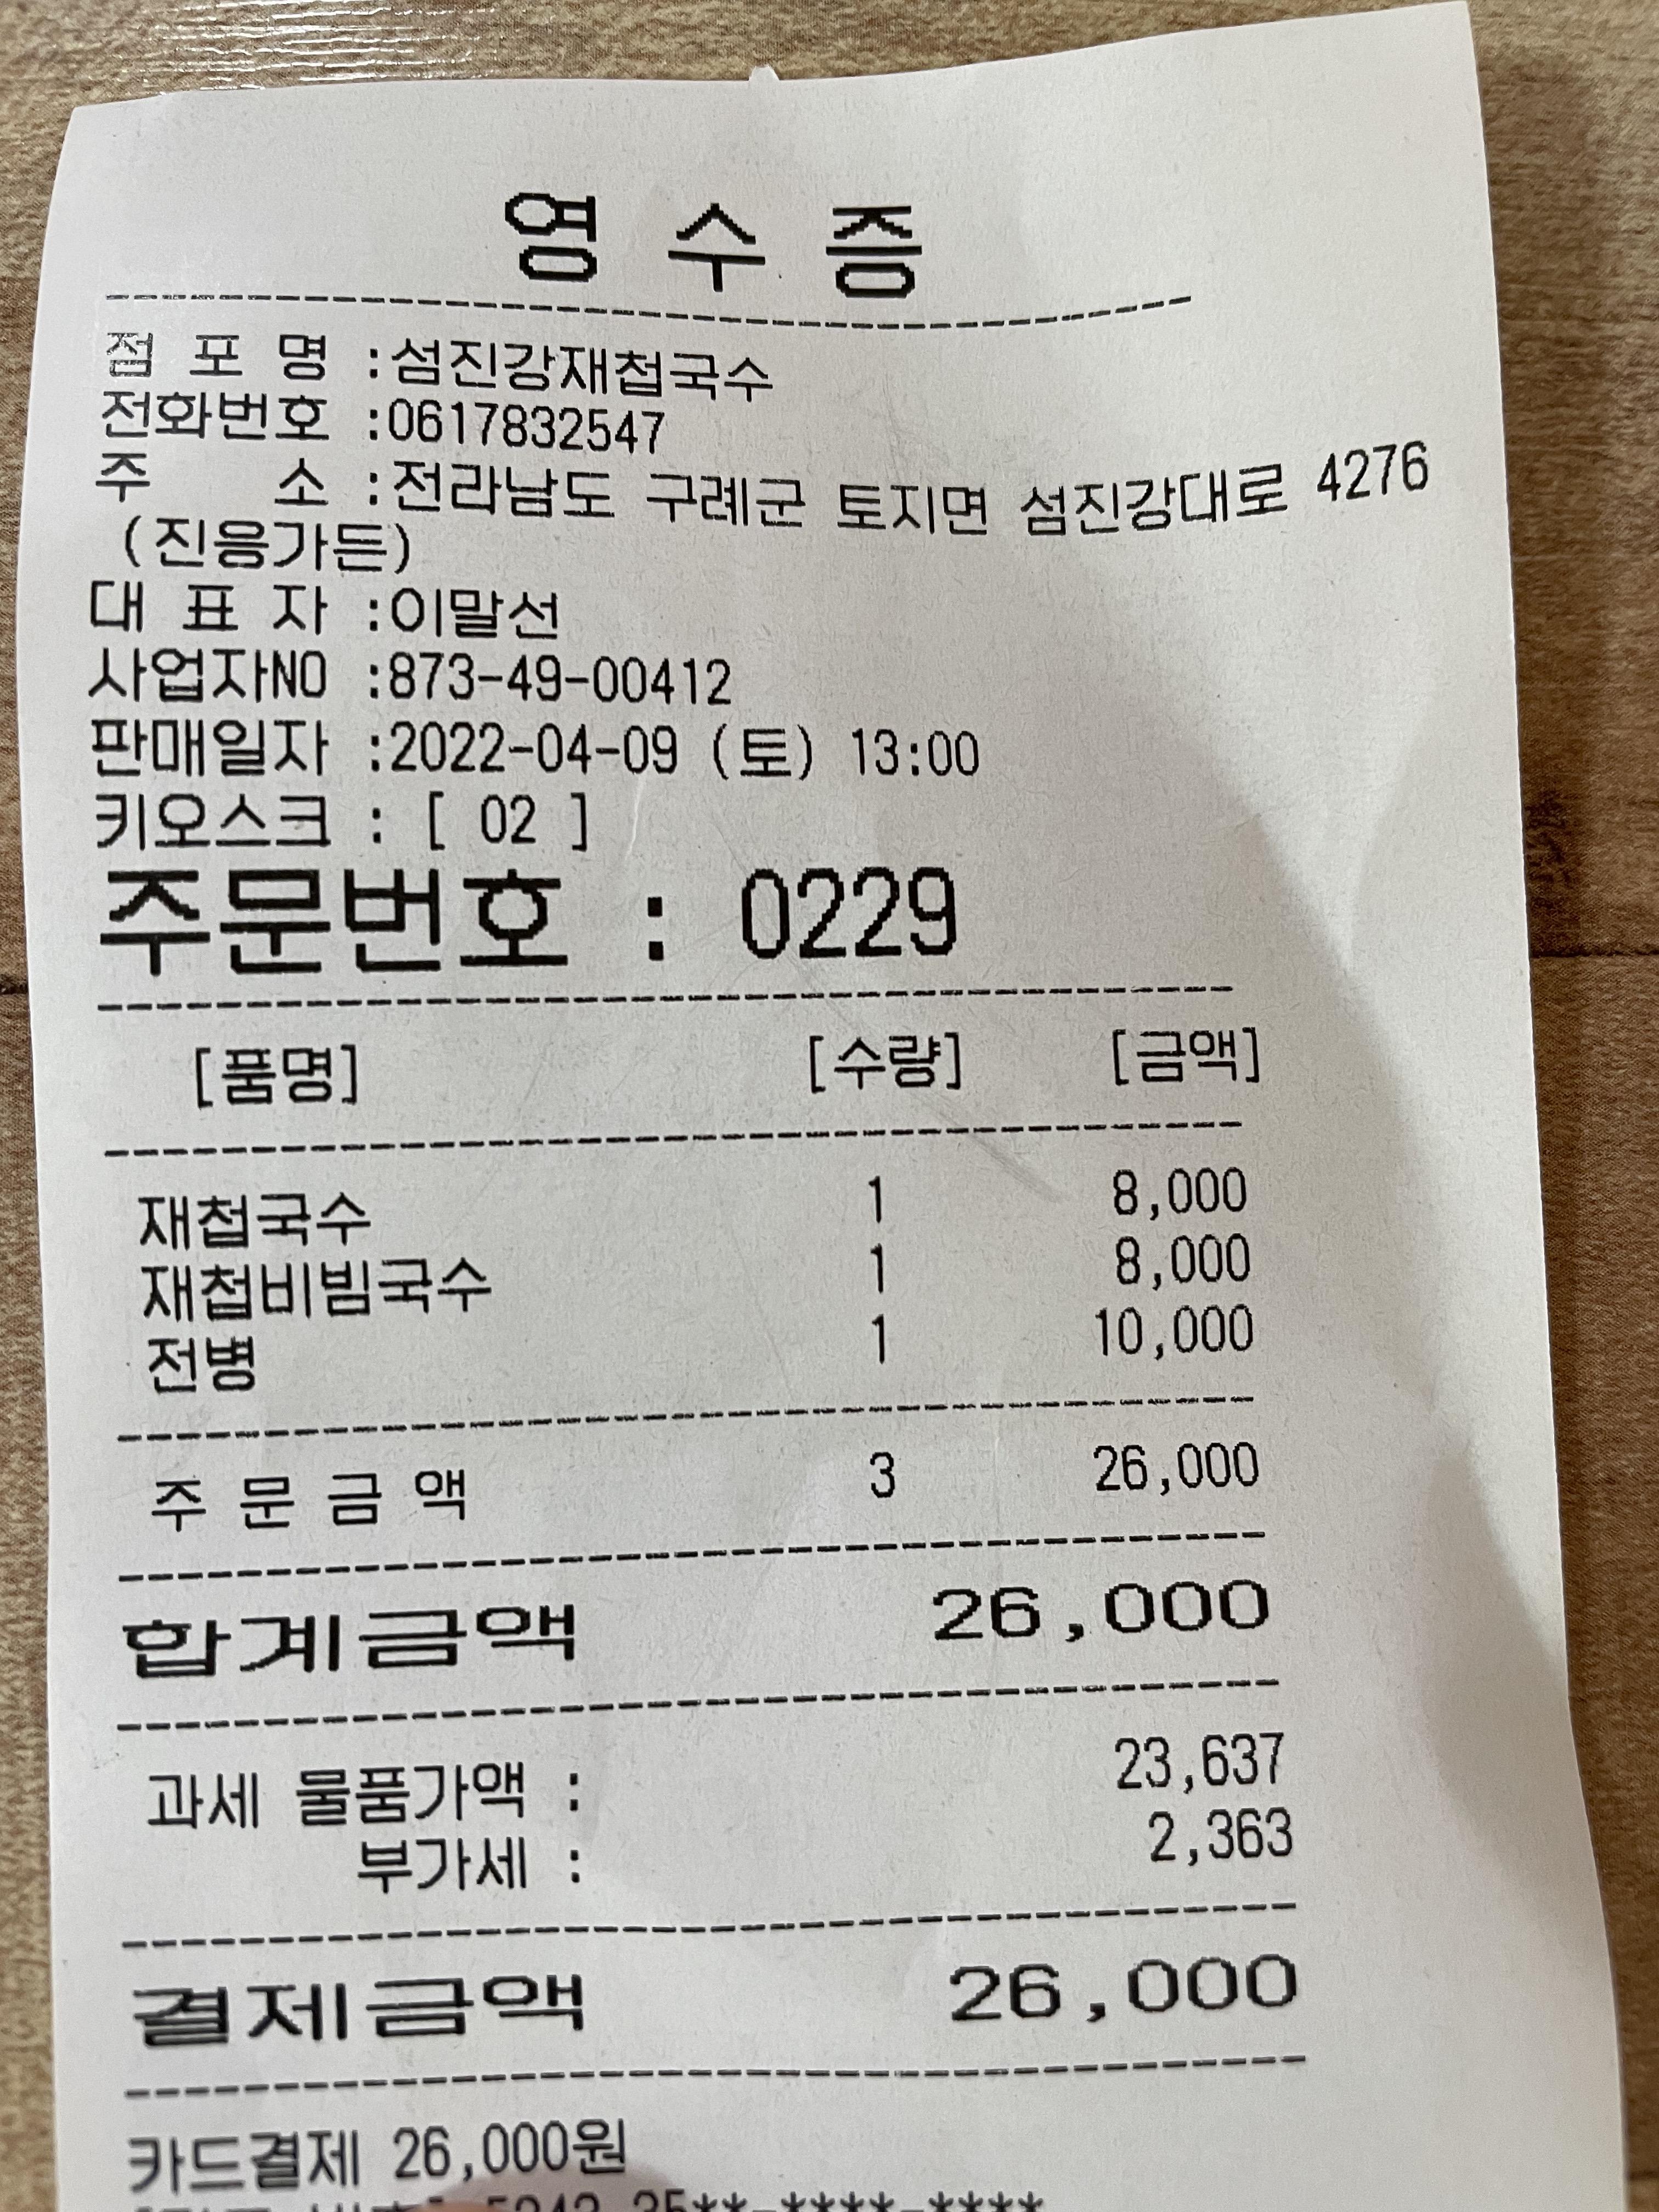 영 수 증
점 포 명 :섬진강재첩국수
전화번호 :0617832547
주 소 :전라남도 구례군 토지면 섬진강대로 4276
(진응가든)
대 표 자 :이말선
사업자NO :873-49-00412
판매일자 :2022-04-09 (토) 13:00
키오스크 : [ 02 ]
주문번호 : 0229
[품명] [수량] [금액]
재첩국수 1 8,000
재첩비빔국수 1 8,000
전병 1 10,000
주 문 금 액 3 26,000
합계금액 26,000
과세 물품가액 : 23,637
부가세 : 2,363
결제금액 26,000
카드결제 26,000원